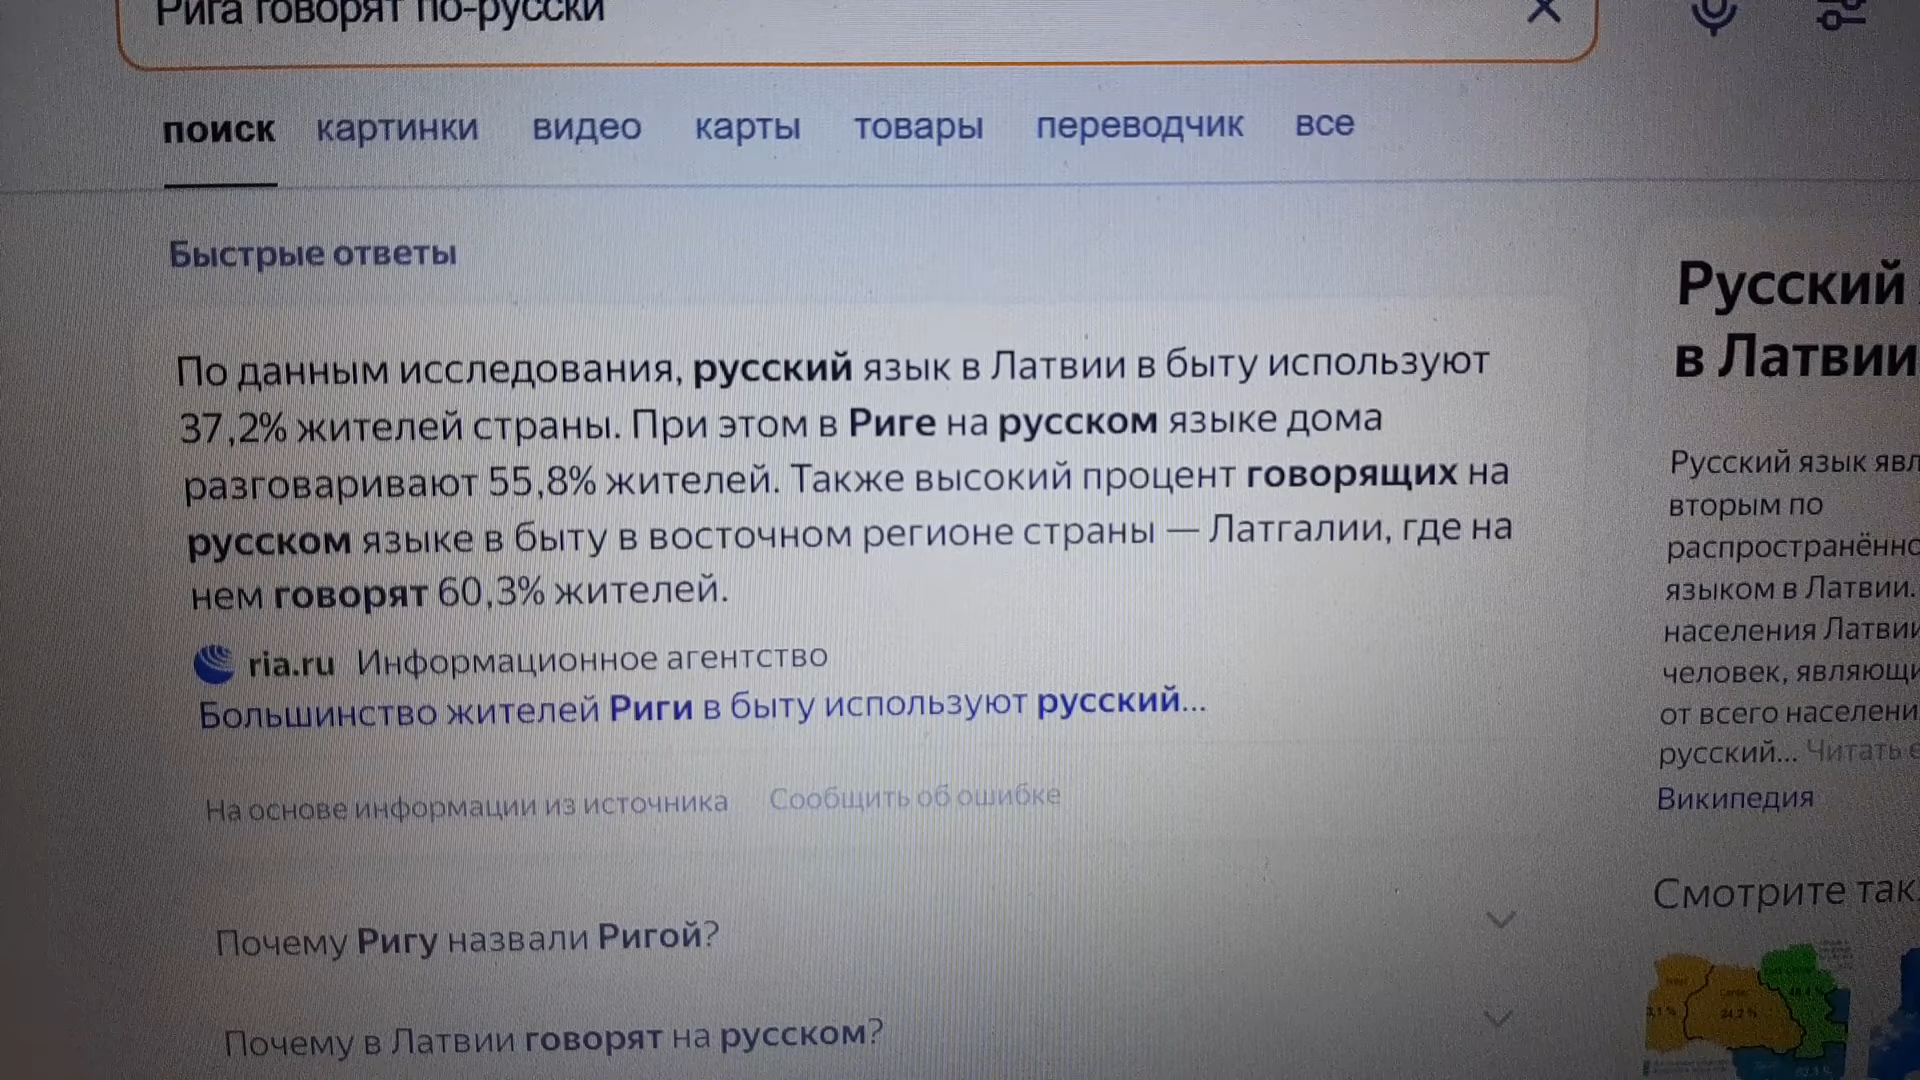 Рига говорят по-русски
поиск картинки видео карты товары переводчик все
Быстрые ответы
По данным исследования, русский язык в Латвии в быту используют
37,2% жителей страны. При этом в Риге на русском языке дома
разговаривают 55,8% жителей. Также высокий процент говорящих на
русском языке в быту в восточном регионе страны — Латгалии, где на
нем говорят 60,3% жителей.
ria.ru Информационное агентство
Большинство жителей Риги в быту используют русский...
На основе информации из источника Сообщить об ошибке
Почему Ригу назвали Ригой?
Почему в Латвии говорят на русском?
Русский
в Латвии
Русский язык явл
вторым по
распространённо
языком в Латвии.
населения Латвии
человек, являющи
от всего населени
русский... Читать е
Википедия
Смотрите так
24,2 %